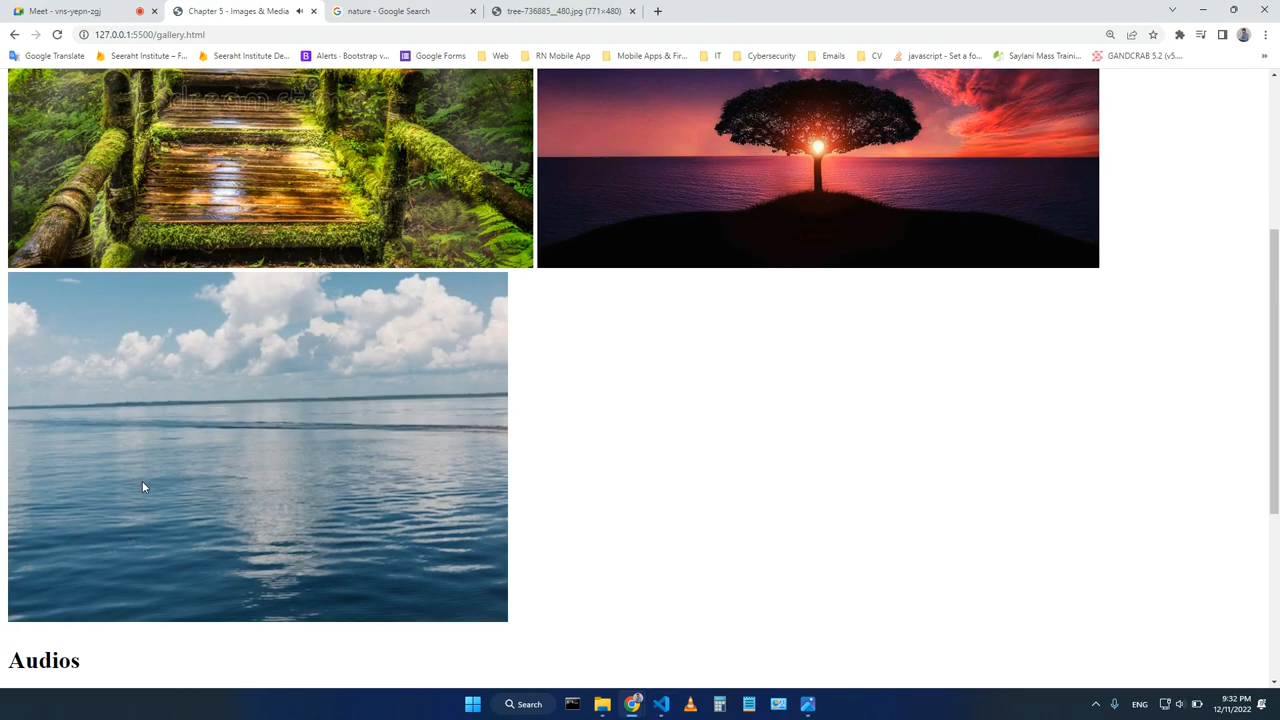 Meet - vns-yepn-zgj
Chapter 5 - Images & Media
nature - Google Search
tree-736885__480.jpg (771×480)
127.0.0.1:5500/gallery.html
Google Translate
Seeraht Institute – F...
Seeraht Institute De...
Alerts · Bootstrap v...
Google Forms
Web
RN Mobile App
Mobile Apps & Fir...
IT
Cybersecurity
Emails
CV
javascript - Set a fo...
Saylani Mass Traini...
GANDCRAB 5.2 (v5....
»
dreamstime
Audios
Search
ENG
9:32 PM
12/11/2022